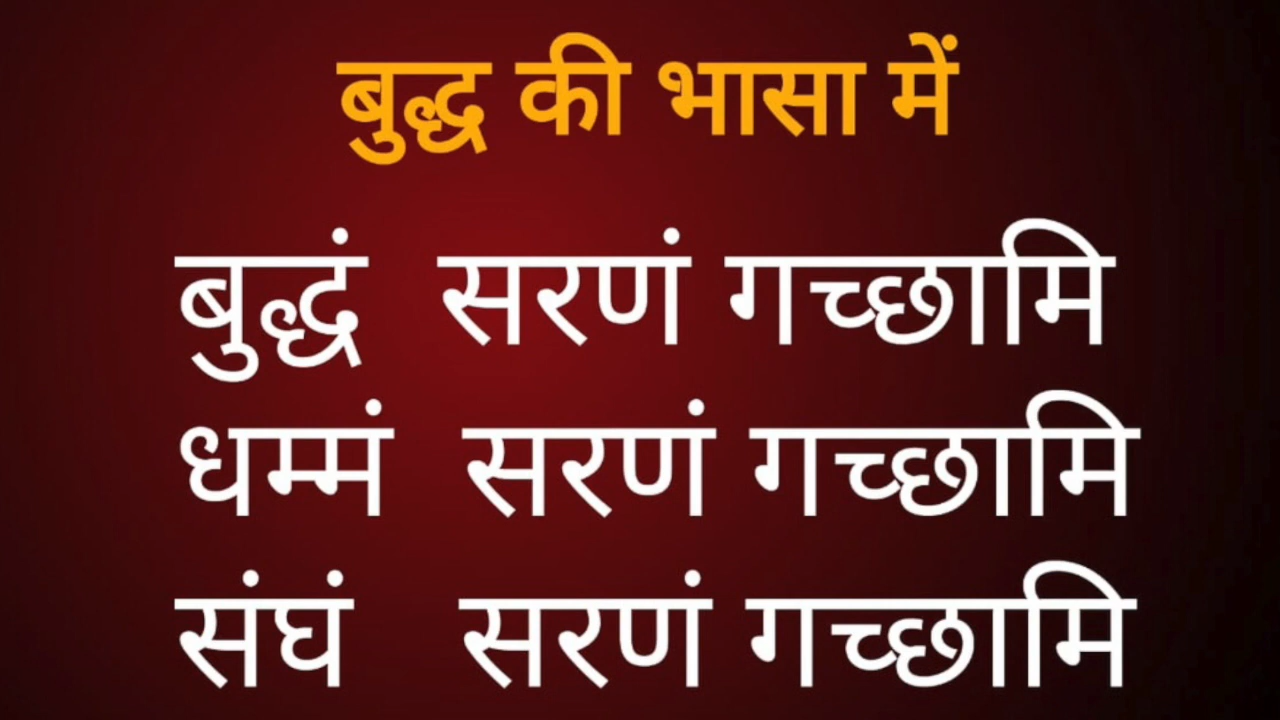 बुद्ध की भासा में
बुद्धं सरणं गच्छामि
धम्मं सरणं गच्छामि
संघं सरणं गच्छामि